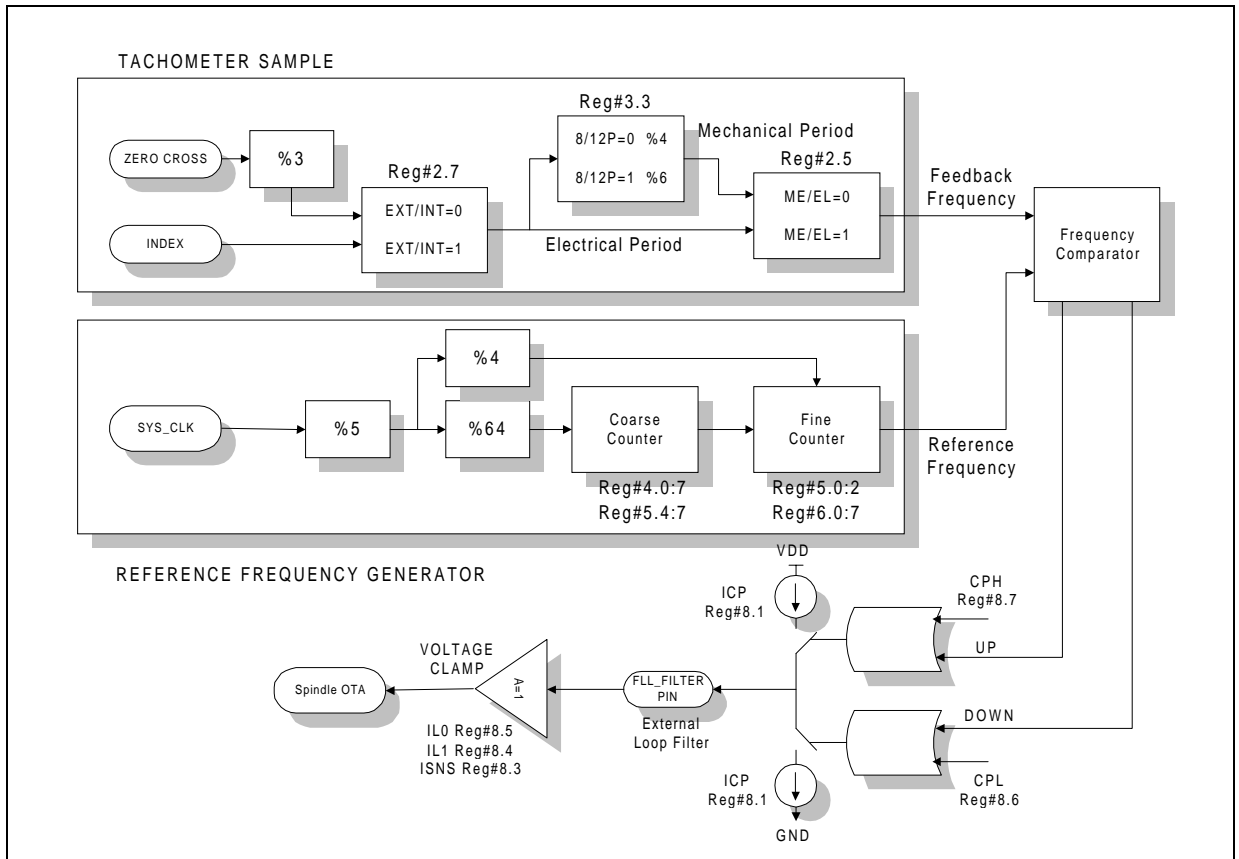 TACHOMETER SAMPLE
Reg#3.3
8/12P=0 %4
8/12P=1 %6
Mechanical Period
Reg#2.5
ZERO CROSS
%3
Reg#2.7
EXT/INT=0
EXT/INT=1
INDEX
Electrical Period
ME/EL=0
ME/EL=1
Feedback
Frequency
Frequency
Comparator
%4
SYS_CLK
%5
%64
Coarse
Counter
Fine
Counter
Reference
Frequency
Reg#4.0:7
Reg#5.4:7
Reg#5.0:2
Reg#6.0:7
REFERENCE FREQUENCY GENERATOR
VDD
ICP
Reg#8.1
CPH
Reg#8.7
UP
VOLTAGE
CLAMP
Spindle OTA
A=1
FLL_FILTER
PIN
External
Loop Filter
IL0 Reg#8.5
IL1 Reg#8.4
ISNS Reg#8.3
DOWN
ICP
Reg#8.1
CPL
Reg#8.6
GND